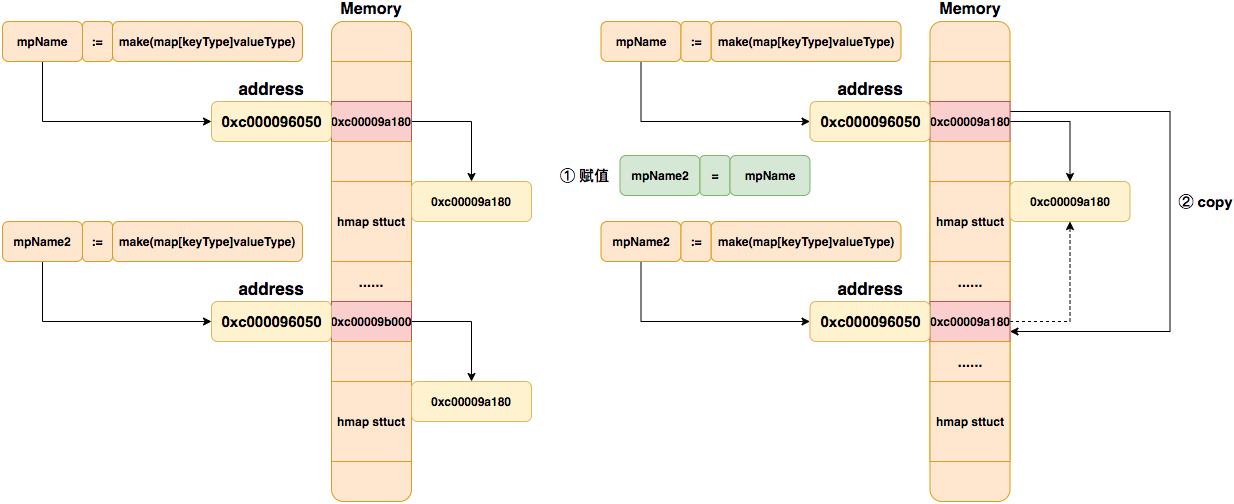 Memory
mpName := make(map[keyType]valueType)
address
0xc000096050 0xc00009a180
0xc00009a180
hmap sttuct
mpName2 := make(map[keyType]valueType)
......
address
0xc000096050 0xc00009b000
0xc00009a180
hmap sttuct
Memory
mpName := make(map[keyType]valueType)
address
0xc000096050 0xc00009a180
① 赋值 mpName2 = mpName
0xc00009a180
② copy
hmap sttuct
mpName2 := make(map[keyType]valueType)
......
address
0xc000096050 0xc00009a180
......
hmap sttuct